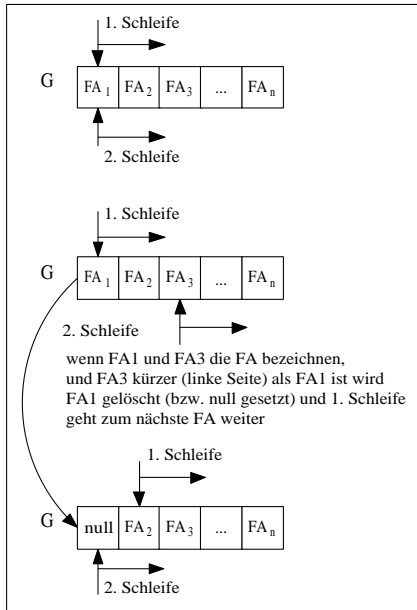 1. Schleife
G FA1 FA2 FA3 ... FAn
2. Schleife
1. Schleife
G FA1 FA2 FA3 ... FAn
2. Schleife
wenn FA1 und FA3 die FA bezeichnen,
und FA3 kürzer (linke Seite) als FA1 ist wird
FA1 gelöscht (bzw. null gesetzt) und 1. Schleife
geht zum nächste FA weiter
1. Schleife
G null FA2 FA3 ... FAn
2. Schleife